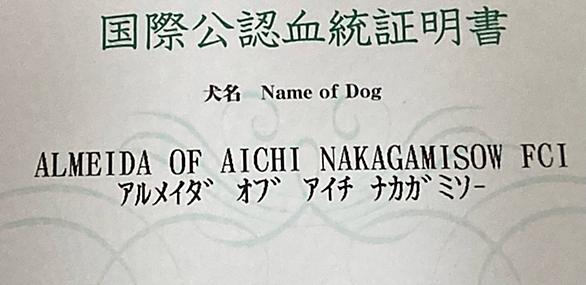 国際公認血統証明書
犬名 Name of Dog
ALMEIDA OF AICHI NAKAGAMISOW FCI
ｱﾙﾒｲﾀﾞ ｵﾌﾞ ｱｲﾁ ﾅｶｶﾞﾐｿｰ